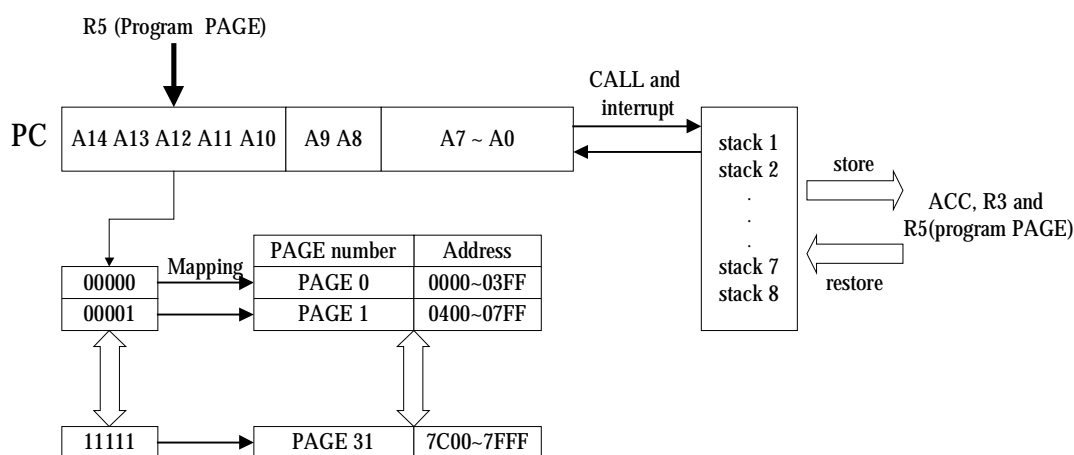 R5 (Program PAGE)
CALL and
interrupt
PC
A14 A13 A12 A11 A10
A9 A8
A7 ~ A0
stack 1
stack 2
.
.
.
stack 7
stack 8
store
ACC, R3 and
R5(program PAGE)
restore
PAGE number
Address
00000
Mapping
PAGE 0
0000~03FF
00001
PAGE 1
0400~07FF
11111
PAGE 31
7C00~7FFF